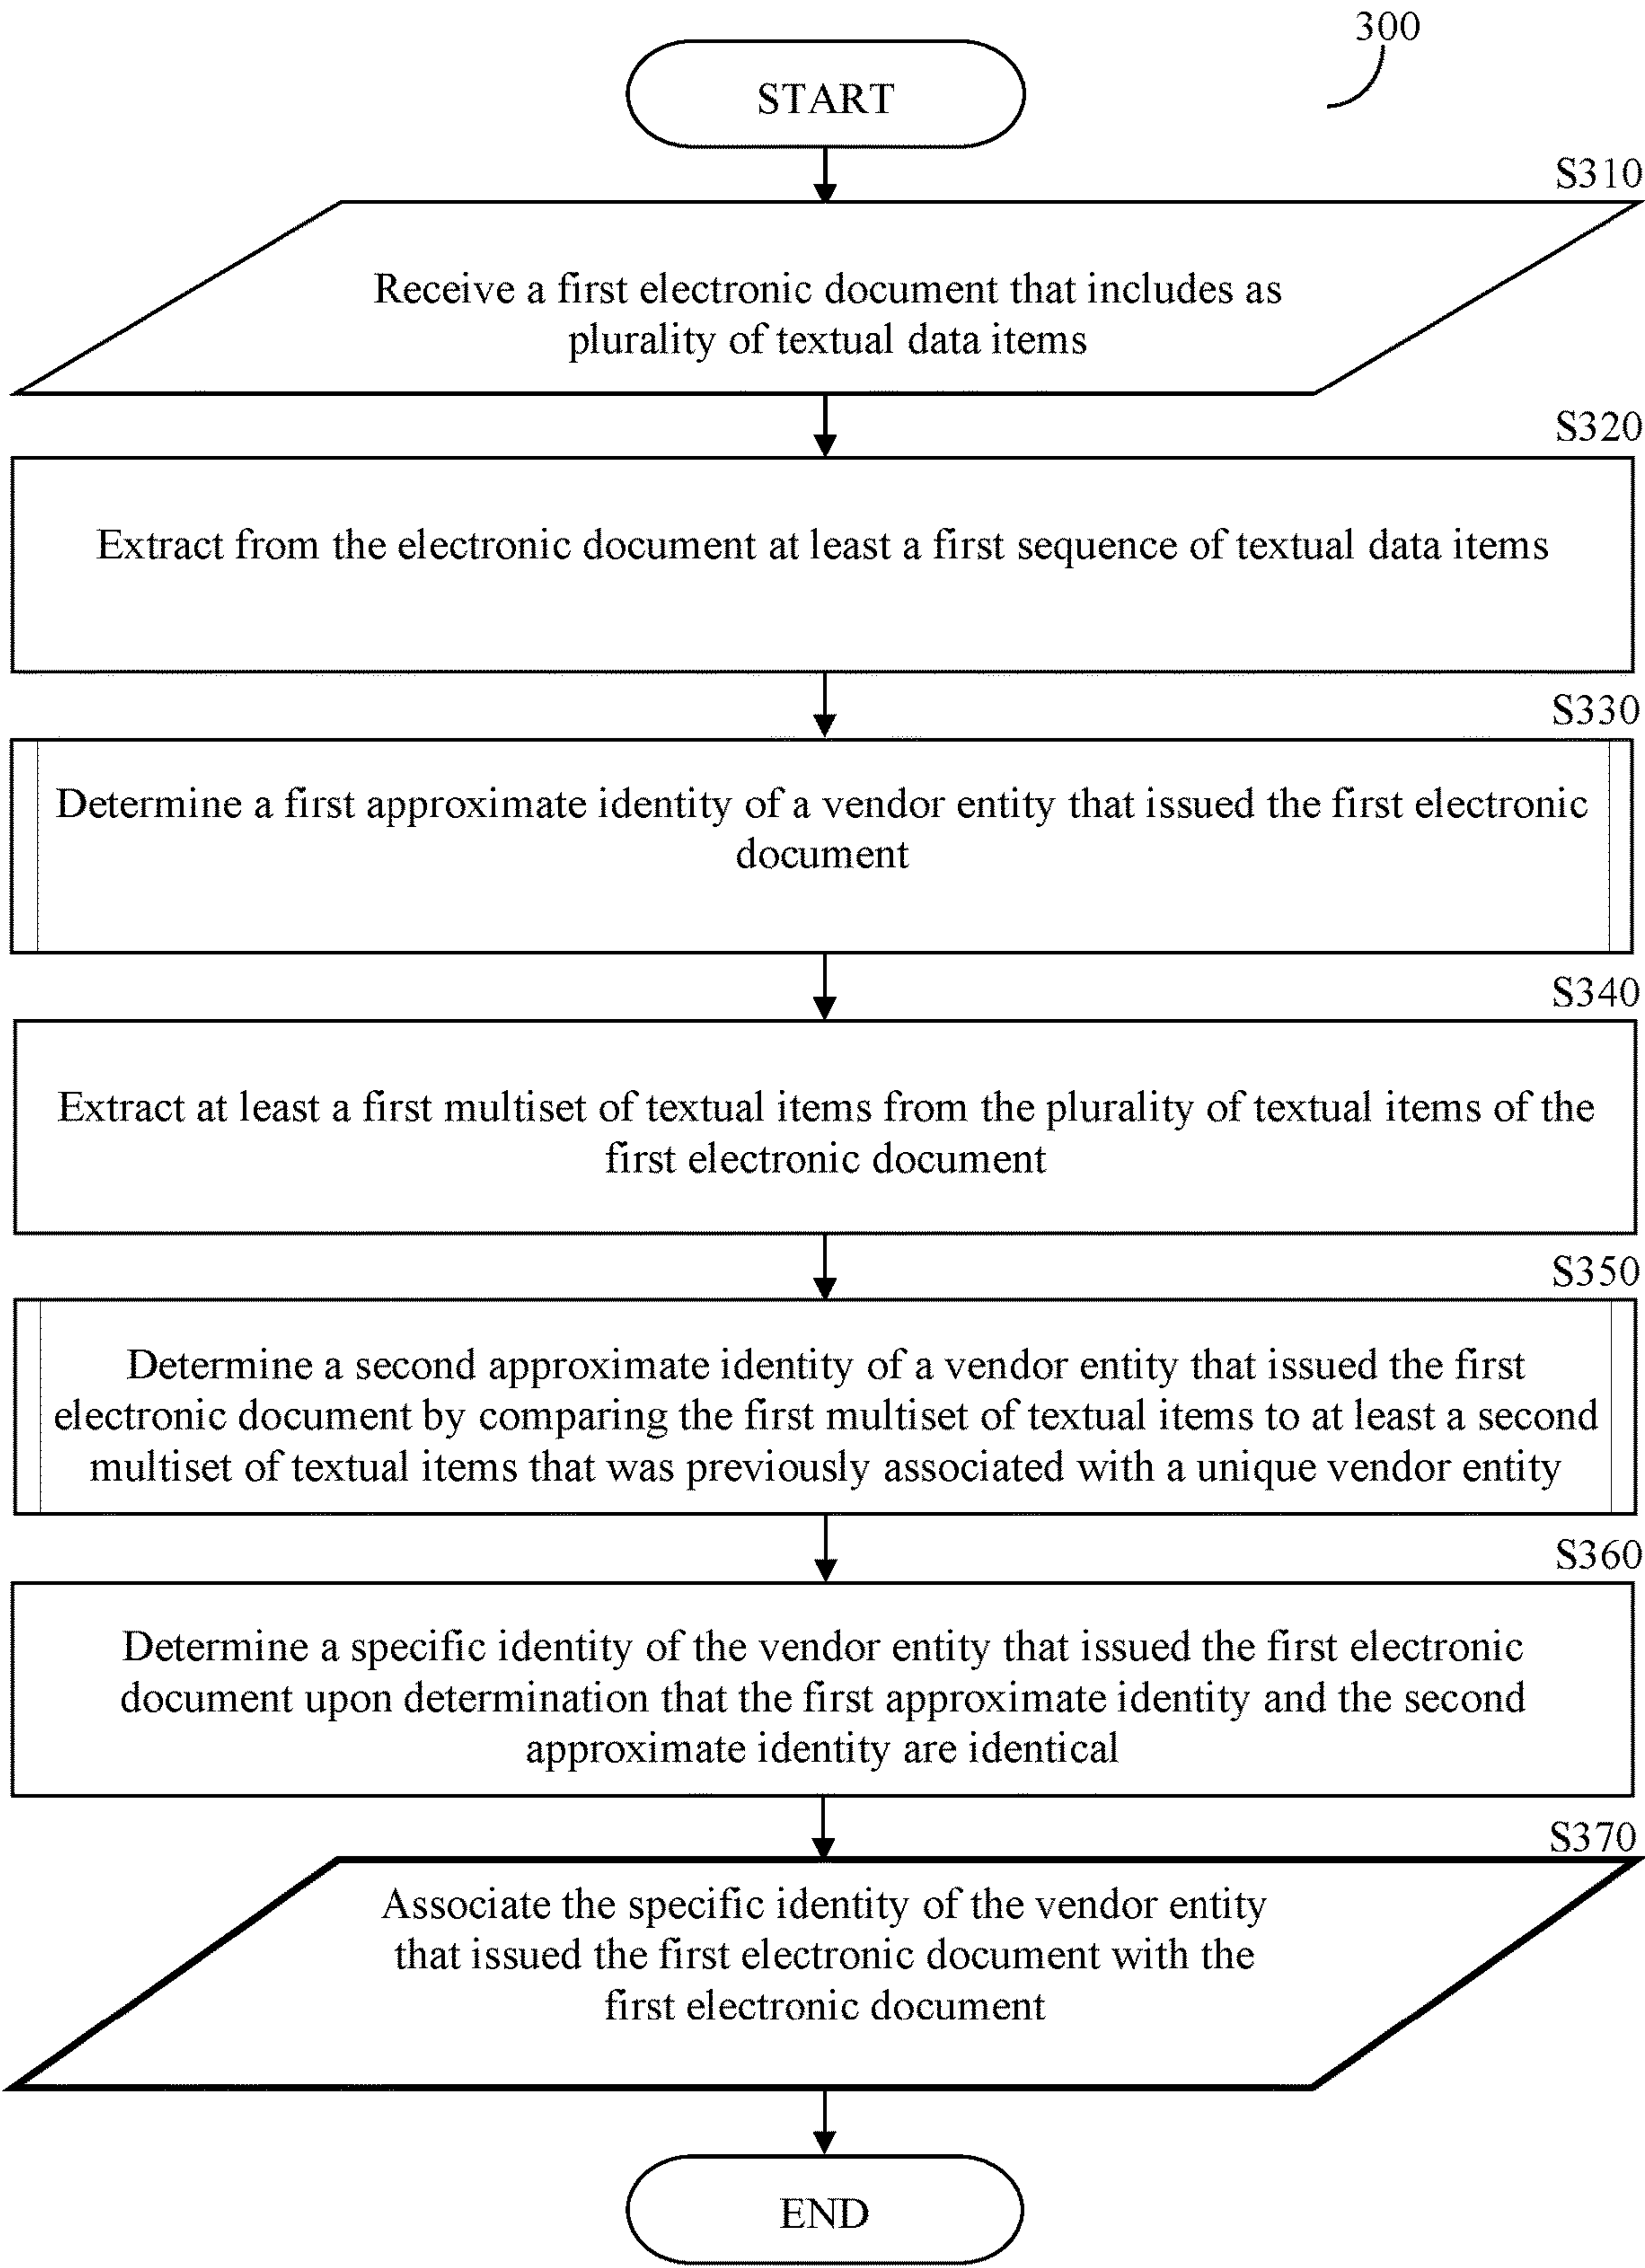 300
START
S310
Receive a first electronic document that includes as
plurality of textual data items
S320
Extract from the electronic document at least a first sequence of textual data items
S330
Determine a first approximate identity of a vendor entity that issued the first electronic
document
S340
Extract at least a first multiset of textual items from the plurality of textual items of the
first electronic document
S350
Determine a second approximate identity of a vendor entity that issued the first
electronic document by comparing the first multiset of textual items to at least a second
multiset of textual items that was previously associated with a unique vendor entity
S360
Determine a specific identity of the vendor entity that issued the first electronic
document upon determination that the first approximate identity and the second
approximate identity are identical
S370
Associate the specific identity of the vendor entity
that issued the first electronic document with the
first electronic document
END